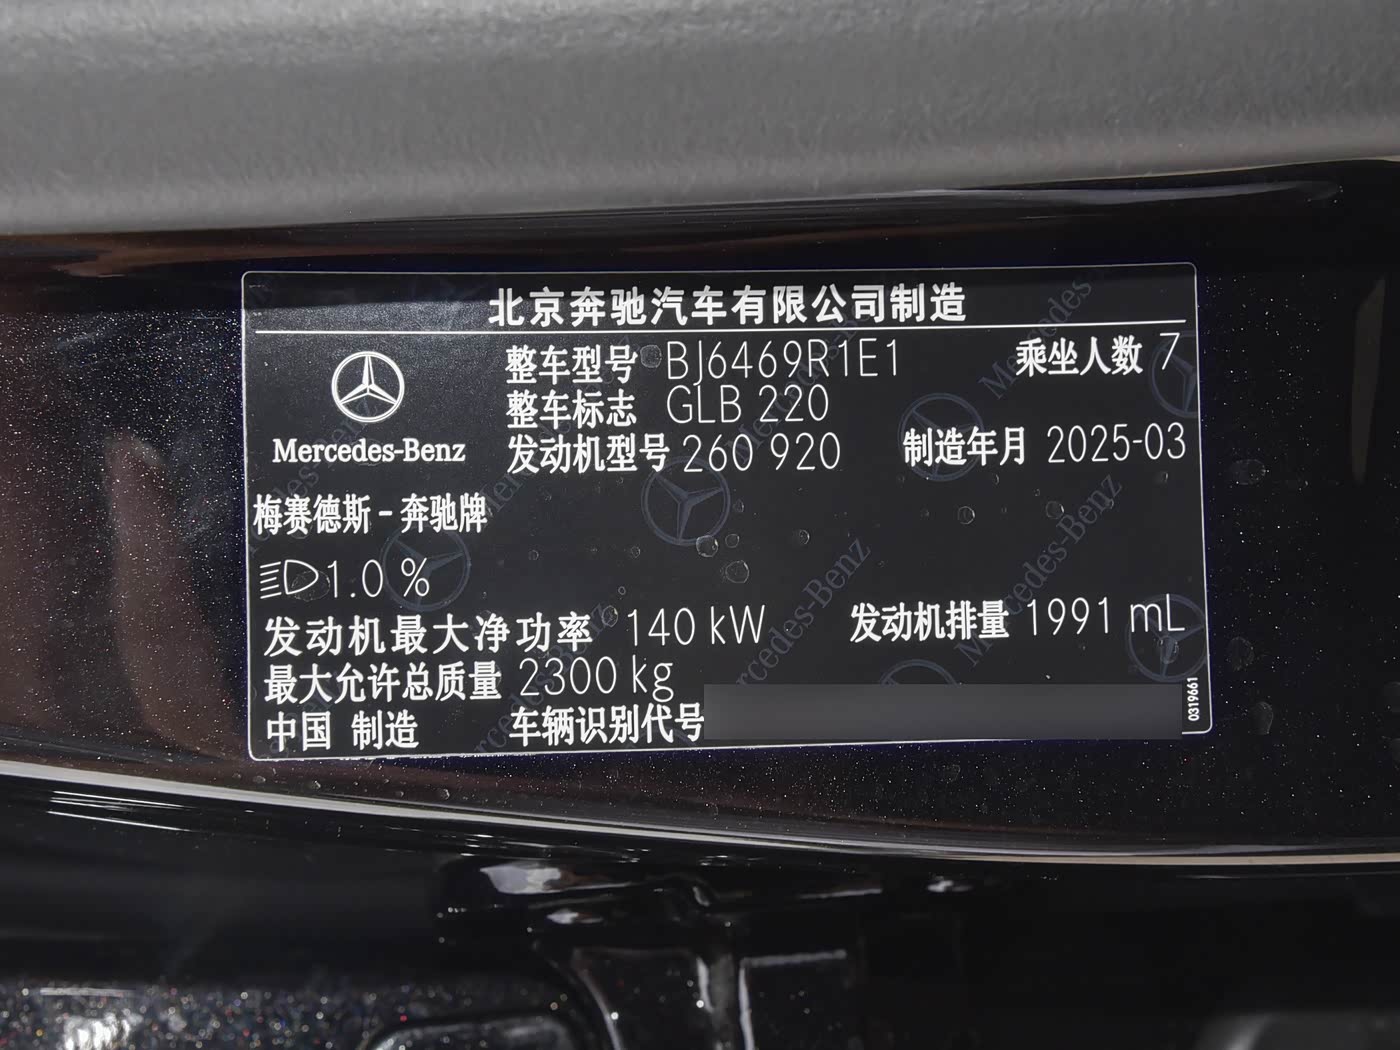 北京奔驰汽车有限公司制造
整车型号 BJ6469R1E1 乘坐人数 7
整车标志 GLB 220
发动机型号 260 920 制造年月 2025-03
Mercedes-Benz
梅赛德斯-奔驰牌
1.0 %
发动机最大净功率 140 kW 发动机排量 1991 mL
最大允许总质量 2300 kg
中国 制造 车辆识别代号
0319661